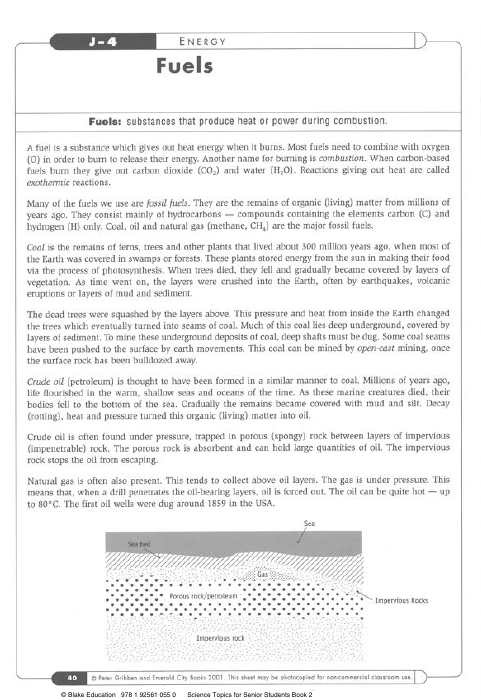 J-4 ENERGY
Fuels
Fuels: substances that produce heat or power during combustion.
A fuel is a substance which gives out heat energy when it burns. Most fuels need to combine with oxygen
(O) in order to burn to release their energy. Another name for burning is combustion. When carbon-based
fuels burn they give out carbon dioxide (CO₂) and water (H₂O). Reactions giving out heat are called
exothermic reactions.
Many of the fuels we use are fossil fuels. They are the remains of organic (living) matter from millions of
years ago. They consist mainly of hydrocarbons — compounds containing the elements carbon (C) and
hydrogen (H) only. Coal, oil and natural gas (methane, CH₄) are the major fossil fuels.
Coal is the remains of ferns, trees and other plants that lived about 300 million years ago, when most of
the Earth was covered in swamps or forests. These plants stored energy from the sun in making their food
via the process of photosynthesis. When trees died, they fell and gradually became covered by layers of
vegetation. As time went on, the layers were crushed into the Earth, often by earthquakes, volcanic
eruptions or layers of mud and sediment.
The dead trees were squashed by the layers above. This pressure and heat from inside the Earth changed
the trees which eventually turned into seams of coal. Much of this coal lies deep underground, covered by
layers of sediment. To mine these underground deposits of coal, deep shafts must be dug. Some coal seams
have been pushed to the surface by earth movements. This coal can be mined by open-cast mining, once
the surface rock has been bulldozed away.
Crude oil (petroleum) is thought to have been formed in a similar manner to coal. Millions of years ago,
life flourished in the warm, shallow seas and oceans of the time. As these marine creatures died, their
bodies fell to the bottom of the sea. Gradually the remains became covered with mud and silt. Decay
(rotting), heat and pressure turned this organic (living) matter into oil.
Crude oil is often found under pressure, trapped in porous (spongy) rock between layers of impervious
(impenetrable) rock. The porous rock is absorbent and can hold large quantities of oil. The impervious
rock stops the oil from escaping.
Natural gas is often also present. This tends to collect above oil layers. The gas is under pressure. This
means that, when a drill penetrates the oil-bearing layers, oil is forced out. The oil can be quite hot — up
to 80°C. The first oil wells were dug around 1859 in the USA.
Sea
Sea bed
Gas
Porous rock/petroleum
Impervious Rocks
Impervious rock
40 © Peter Gribben and Emerald City Books 2001. This sheet may be photocopied for non-commercial classroom use.
© Blake Education 978 1 92561 055 0 Science Topics for Senior Students Book 2